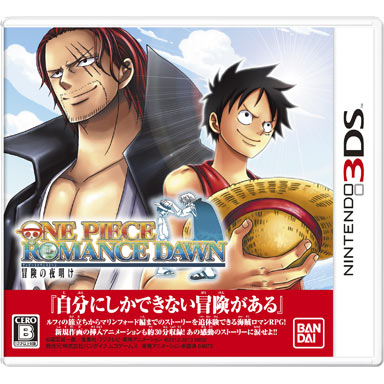 NINTENDO 3DS
ONE PIECE
ROMANCE DAWN
冒険の夜明け
『自分にしかできない冒険がある』
ルフィの旅立ちからマリンフォード編までのストーリーを追体験できる海賊ロマンRPG!
新規作画の挿入アニメーションも約30分収録! あの感動のストーリーに涙せよ!!
CERO
B
BAN
DAI